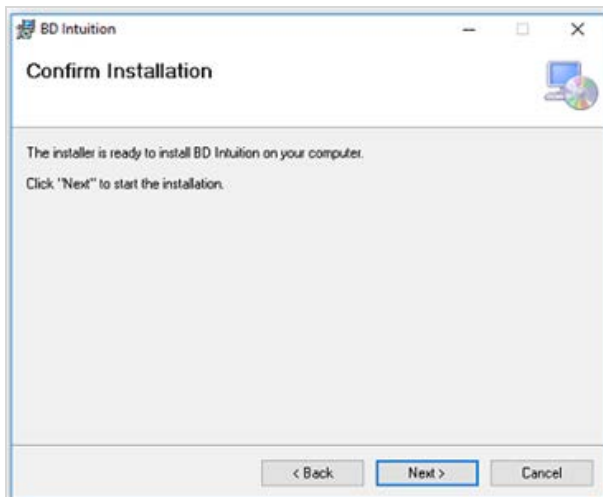 BD Intuition
Confirm Installation
The installer is ready to install BD Intuition on your computer.
Click "Next" to start the installation.
< Back
Next >
Cancel